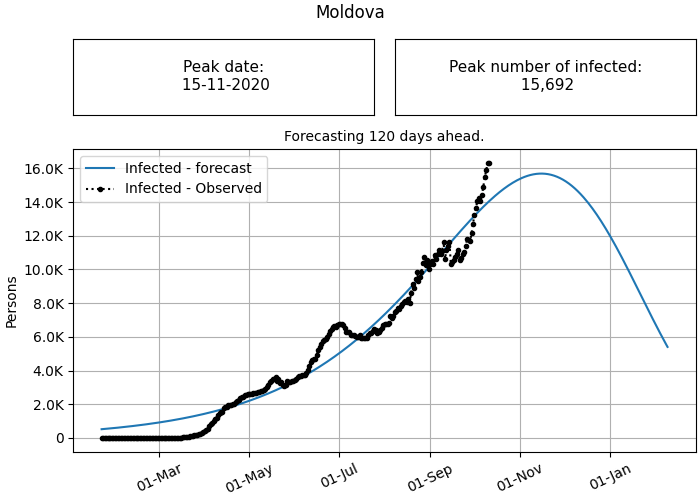 Moldova
Peak date:
15-11-2020
Peak number of infected:
15,692
Forecasting 120 days ahead.
Infected - forecast
Infected - Observed
16.0K
14.0K
12.0K
10.0K
8.0K
6.0K
4.0K
2.0K
0
Persons
01-Mar
01-May
01-Jul
01-Sep
01-Nov
01-Jan